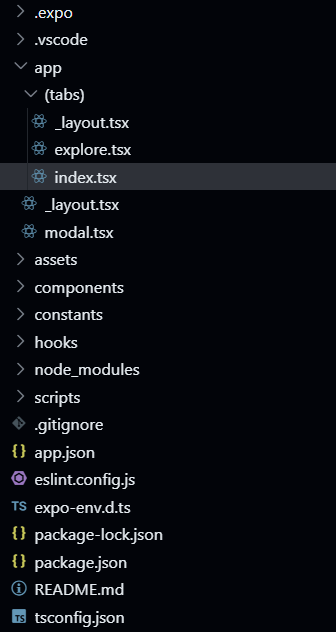 .expo
.vscode
app
(tabs)
_layout.tsx
explore.tsx
index.tsx
_layout.tsx
modal.tsx
assets
components
constants
hooks
node_modules
scripts
.gitignore
{} app.json
eslint.config.js
TS expo-env.d.ts
{} package-lock.json
{} package.json
README.md
TS tsconfig.json